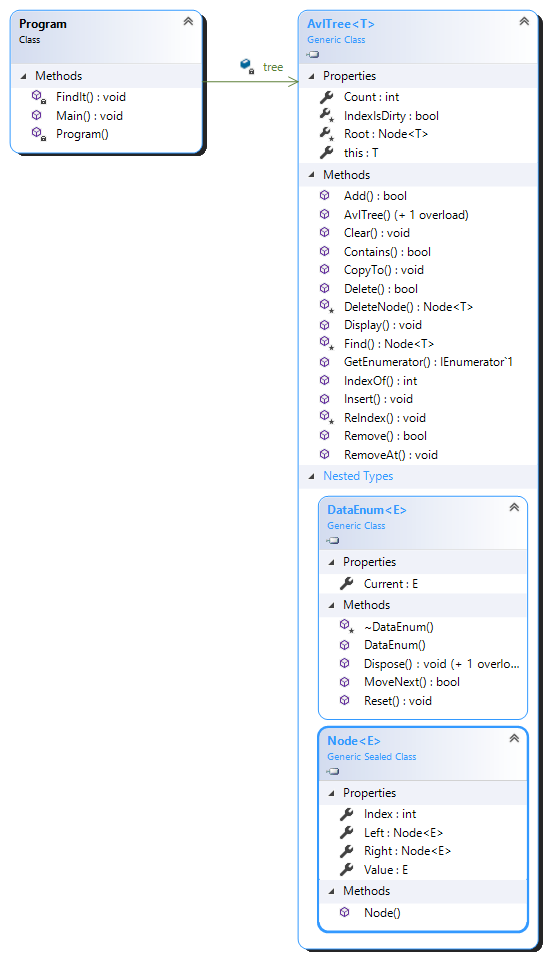 Program
Class
Methods
FindIt() : void
Main() : void
Program()
tree
AvlTree<T>
Generic Class
Properties
Count : int
IndexIsDirty : bool
Root : Node<T>
this : T
Methods
Add() : bool
AvlTree() (+ 1 overload)
Clear() : void
Contains() : bool
CopyTo() : void
Delete() : bool
DeleteNode() : Node<T>
Display() : void
Find() : Node<T>
GetEnumerator() : IEnumerator`1
IndexOf() : int
Insert() : void
ReIndex() : void
Remove() : bool
RemoveAt() : void
Nested Types
DataEnum<E>
Generic Class
Properties
Current : E
Methods
~DataEnum()
DataEnum()
Dispose() : void (+ 1 overlo...
MoveNext() : bool
Reset() : void
Node<E>
Generic Sealed Class
Properties
Index : int
Left : Node<E>
Right : Node<E>
Value : E
Methods
Node()